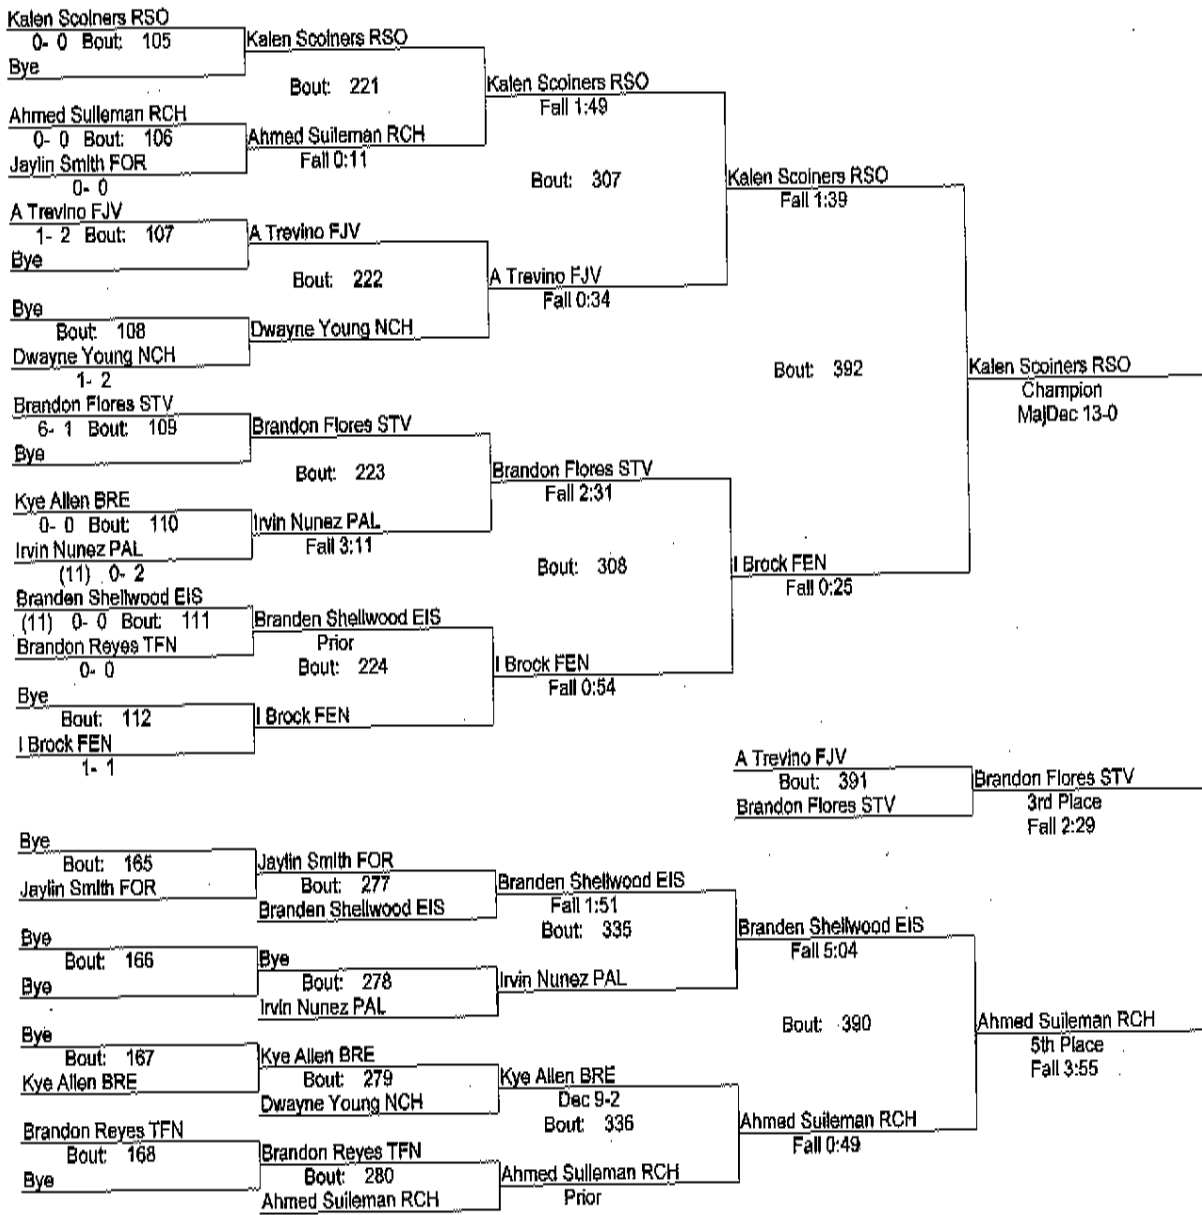 Kalen Scoiners RSO
0- 0 Bout: 105
Bye
Kalen Scoiners RSO
Bout: 221
Ahmed Suileman RCH
0- 0 Bout: 106
Jaylin Smith FOR
0- 0
Ahmed Suileman RCH
Fall 0:11
Kalen Scoiners RSO
Fall 1:49
Bout: 307
A Trevino FJV
1- 2 Bout: 107
Bye
A Trevino FJV
Bout: 222
Bye
Bout: 108
Dwayne Young NCH
1- 2
Dwayne Young NCH
A Trevino FJV
Fall 0:34
Kalen Scoiners RSO
Fall 1:39
Bout: 392
Kalen Scoiners RSO
Champion
MajDec 13-0
Brandon Flores STV
6- 1 Bout: 109
Bye
Brandon Flores STV
Bout: 223
Kye Allen BRE
0- 0 Bout: 110
Irvin Nunez PAL
(11) 0- 2
Irvin Nunez PAL
Fall 3:11
Brandon Flores STV
Fall 2:31
Bout: 308
Branden Shellwood EIS
(11) 0- 0 Bout: 111
Brandon Reyes TFN
0- 0
Branden Shellwood EIS
Prior
Bout: 224
Bye
Bout: 112
I Brock FEN
1- 1
I Brock FEN
I Brock FEN
Fall 0:54
I Brock FEN
Fall 0:25
A Trevino FJV
Bout: 391
Brandon Flores STV
Brandon Flores STV
3rd Place
Fall 2:29
Bye
Bout: 165
Jaylin Smith FOR
Jaylin Smith FOR
Bout: 277
Branden Shellwood EIS
Branden Shellwood EIS
Fall 1:51
Bout: 335
Bye
Bout: 166
Bye
Bye
Bout: 278
Irvin Nunez PAL
Irvin Nunez PAL
Branden Shellwood EIS
Fall 5:04
Bout: 390
Bye
Bout: 167
Kye Allen BRE
Kye Allen BRE
Bout: 279
Dwayne Young NCH
Kye Allen BRE
Dec 9-2
Bout: 336
Brandon Reyes TFN
Bout: 168
Bye
Brandon Reyes TFN
Bout: 280
Ahmed Suileman RCH
Ahmed Suileman RCH
Prior
Ahmed Suileman RCH
Fall 0:49
Ahmed Suileman RCH
5th Place
Fall 3:55